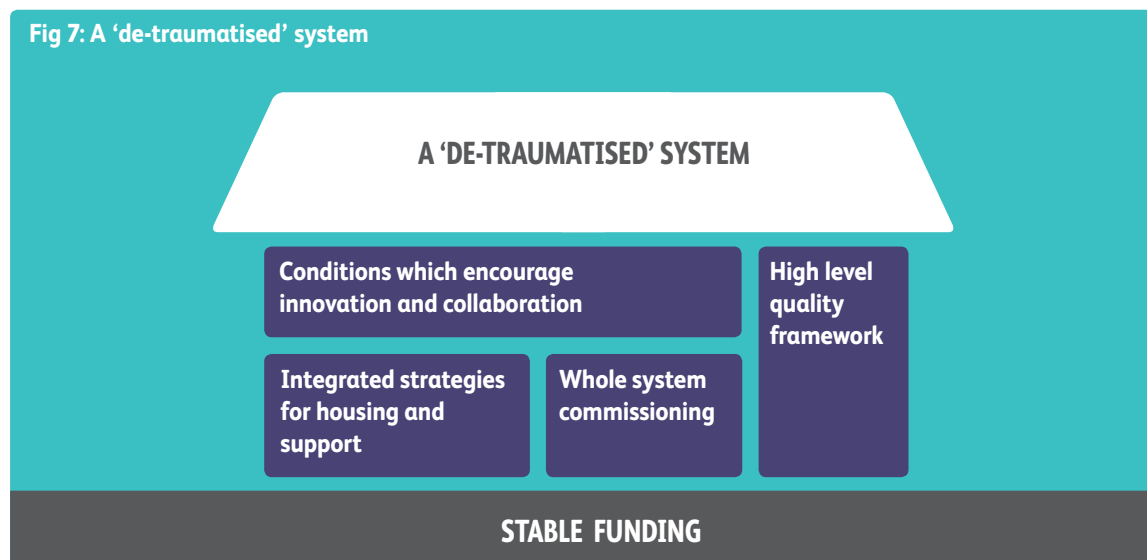 Fig 7: A ‘de-traumatised’ system
A ‘DE-TRAUMATISED’ SYSTEM
Conditions which encourage
innovation and collaboration
High level
quality
framework
Integrated strategies
for housing and
support
Whole system
commissioning
STABLE FUNDING